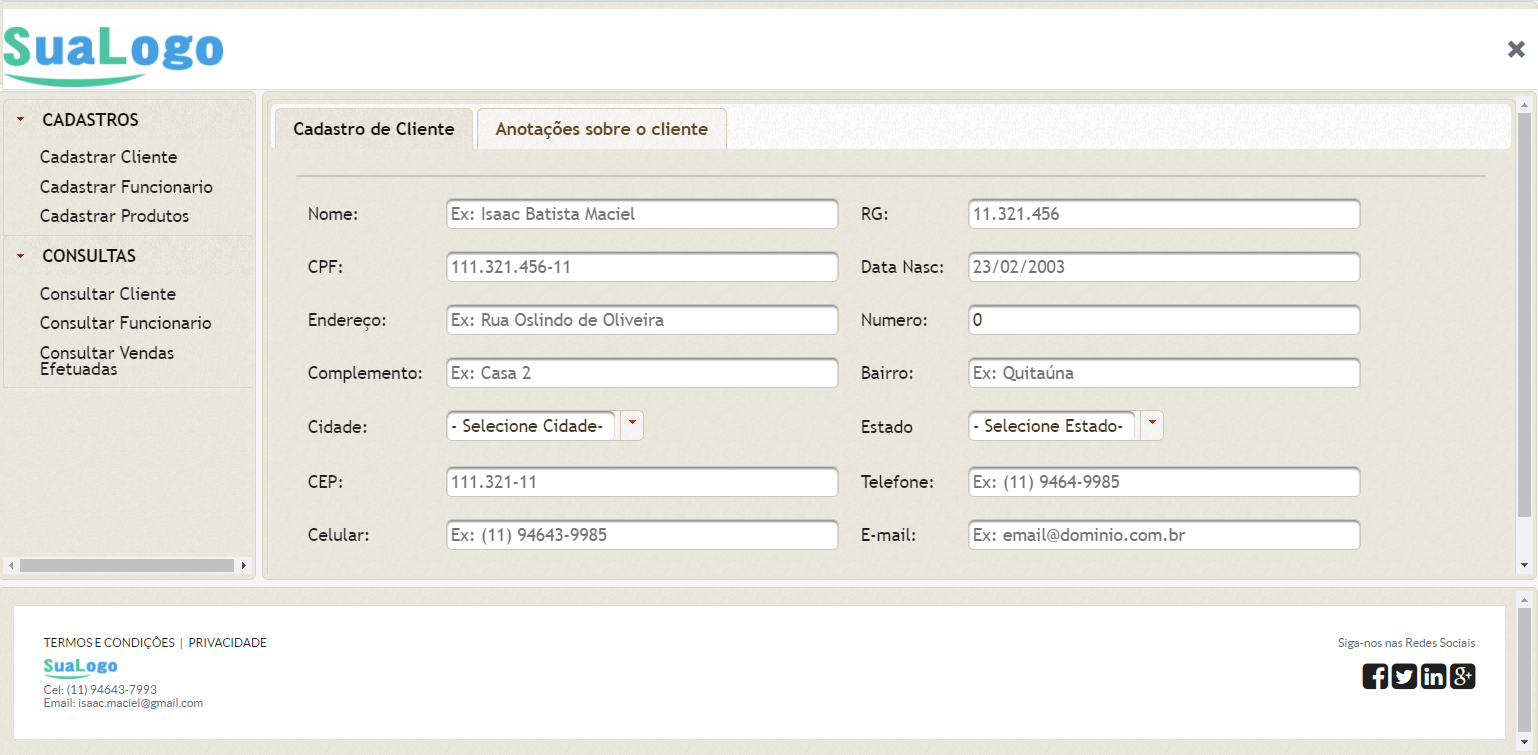 SuaLogo
CADASTROS
Cadastrar Cliente
Cadastrar Funcionario
Cadastrar Produtos
CONSULTAS
Consultar Cliente
Consultar Funcionario
Consultar Vendas
Efetuadas
Cadastro de Cliente
Anotações sobre o cliente
Nome: Ex: Isaac Batista Maciel RG: 11.321.456
CPF: 111.321.456-11 Data Nasc: 23/02/2003
Endereço: Ex: Rua Oslindo de Oliveira Numero: 0
Complemento: Ex: Casa 2 Bairro: Ex: Quitaúna
Cidade: - Selecione Cidade- Estado - Selecione Estado-
CEP: 111.321-11 Telefone: Ex: (11) 9464-9985
Celular: Ex: (11) 94643-9985 E-mail: Ex: email@dominio.com.br
TERMOS E CONDIÇÕES | PRIVACIDADE
SuaLogo
Cel: (11) 94643-7993
Email: isaac.maciel@gmail.com
Siga-nos nas Redes Sociais